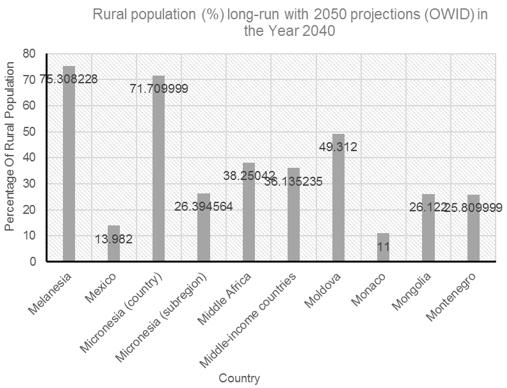 Rural population (%) long-run with 2050 projections (OWID) in
the Year 2040
Percentage Of Rural Population
80
70
60
50
40
30
20
10
0
75.308228
13.982
71.709999
26.394564
38.25042
36.135235
49.312
11
26.122
25.809999
Melanesia
Mexico
Micronesia (country)
Micronesia (subregion)
Middle Africa
Middle-income countries
Moldova
Monaco
Mongolia
Montenegro
Country